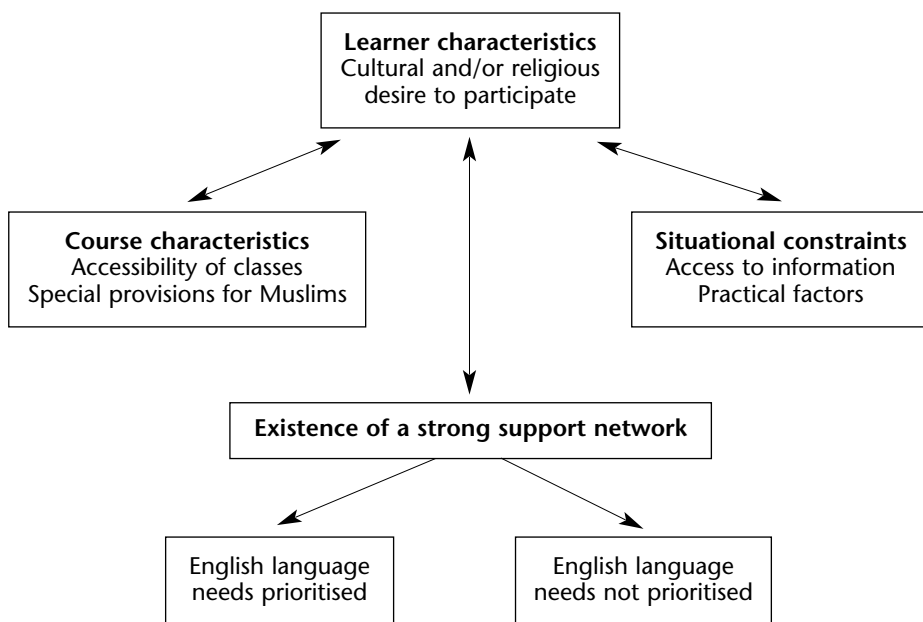 Learner characteristics
Cultural and/or religious
desire to participate
Course characteristics
Accessibility of classes
Special provisions for Muslims
Situational constraints
Access to information
Practical factors
Existence of a strong support network
English language
needs prioritised
English language
needs not prioritised